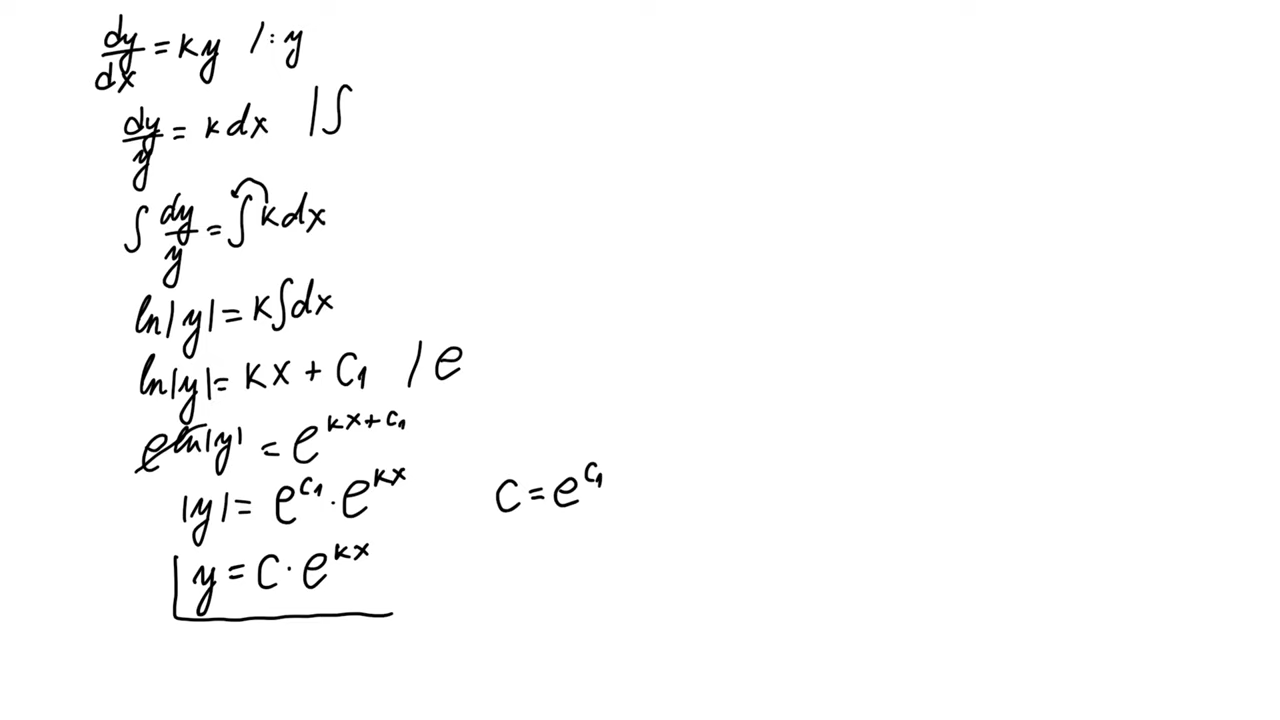 dy/dx = ky /: y
dy/y = k dx |∫
∫ dy/y = ∫ k dx
ln|y| = k∫dx
ln|y| = kx + C₁ / e
e^(ln|y|) = e^(kx+C₁)
|y| = e^(C₁) · e^(kx) C = e^(C₁)
y = C · e^(kx)